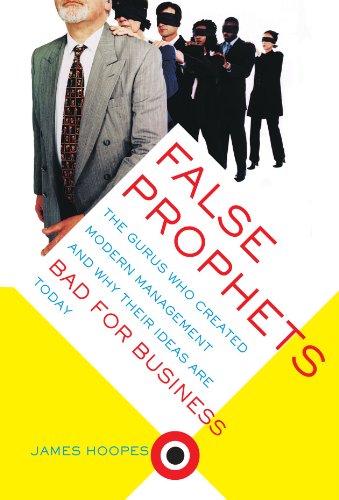 FALSE
PROPHETS
THE GURUS WHO CREATED
MODERN MANAGEMENT
AND WHY THEIR IDEAS ARE
BAD FOR BUSINESS
TODAY
JAMES HOOPES